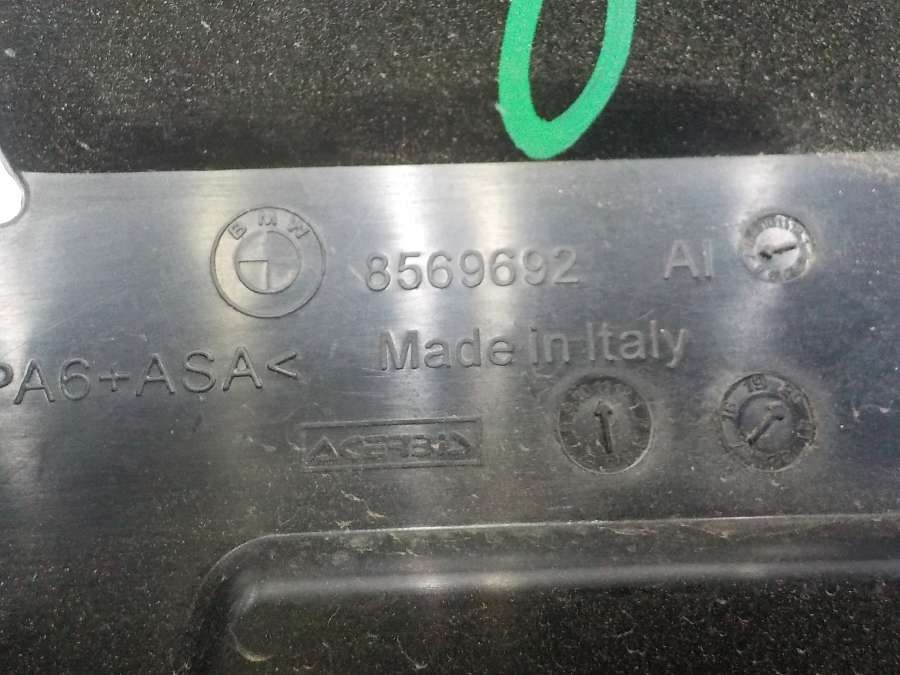 BMW
8569692 AI
Made in Italy
PA6+ASA<
ACERBIS